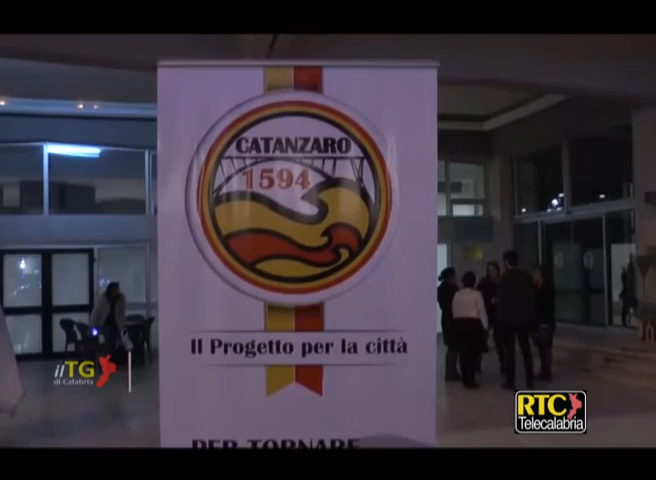 CATANZARO
1594
Il Progetto per la città
PER TORNARE
ilTG
di Calabria
RTC
Telecalabria